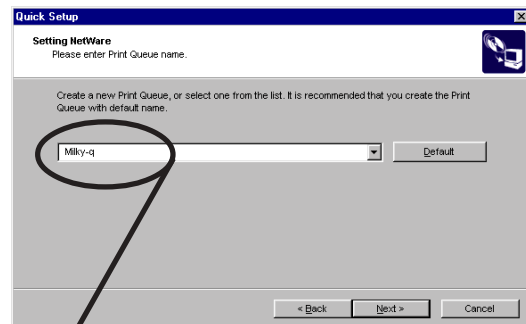 Quick Setup
Setting NetWare
Please enter Print Queue name.
Create a new Print Queue, or select one from the list. It is recommended that you create the Print
Queue with default name.
Milky-q
Default
< Back
Next >
Cancel